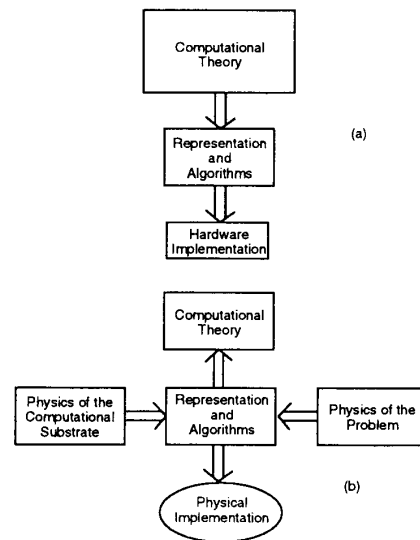 Computational
Theory
(a)
Representation
and
Algorithms
Hardware
Implementation
Computational
Theory
Physics of the
Computational
Substrate
Representation
and
Algorithms
Physics of the
Problem
Physical
Implementation
(b)